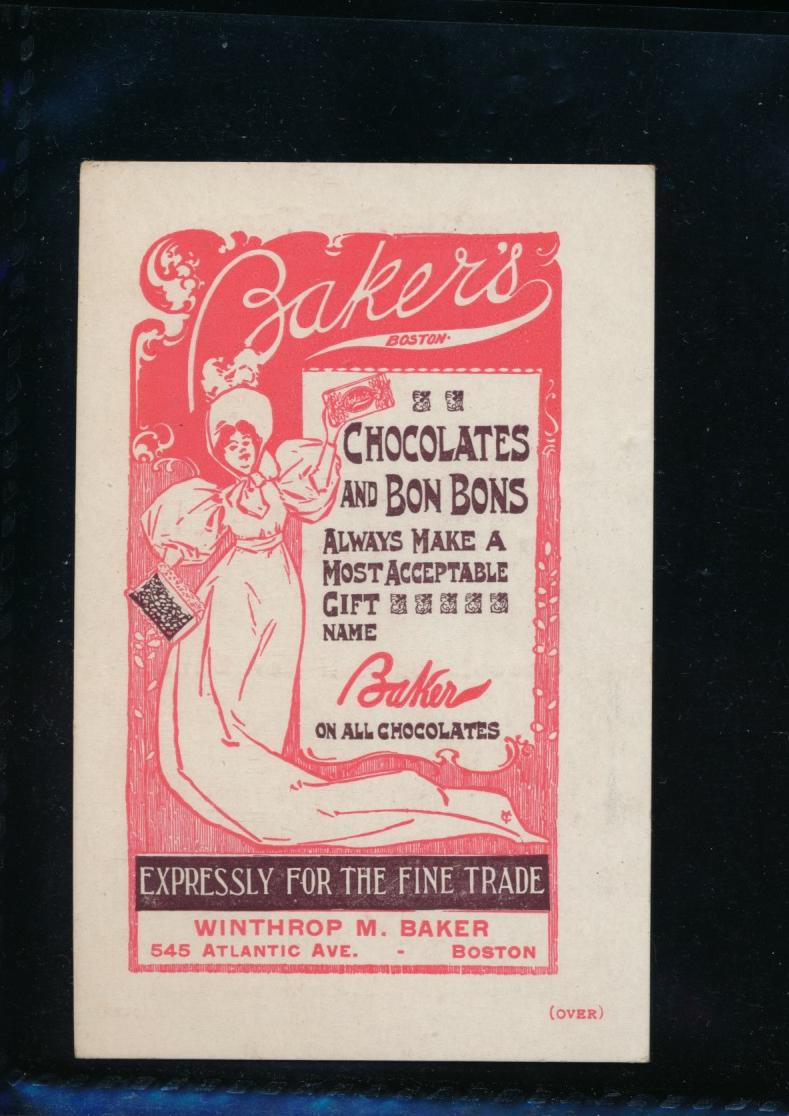 Baker's
BOSTON.
CHOCOLATES
AND BON BONS
ALWAYS MAKE A
MOST ACCEPTABLE
GIFT
NAME
Baker
ON ALL CHOCOLATES
EXPRESSLY FOR THE FINE TRADE
WINTHROP M. BAKER
545 ATLANTIC AVE. - BOSTON
(OVER)